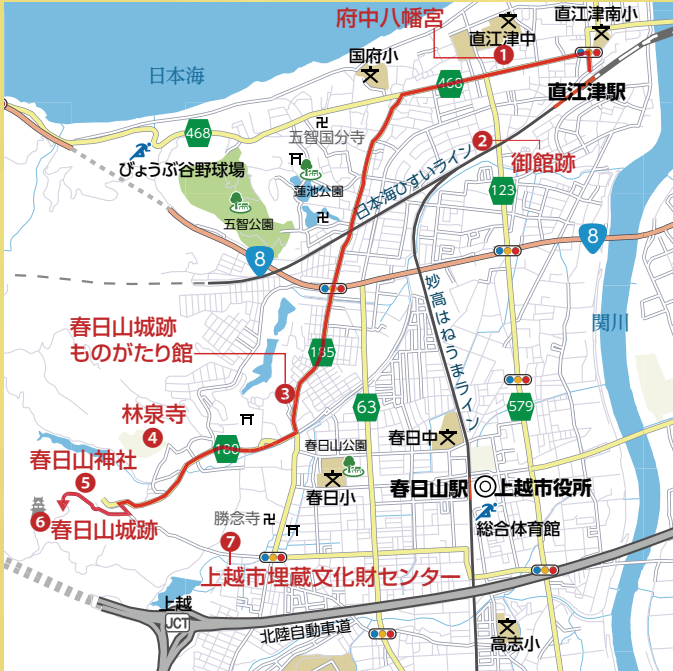 府中八幡宮
直江津中
直江津南小
1
国府小
日本海
468
直江津駅
468
五智国分寺
2
御館跡
びょうぶ谷野球場
蓮池公園
日本海ひすいライン
123
五智公園
8
8
妙高はねうまライン
関川
春日山城跡
ものがたり館
185
3
63
579
林泉寺
4
180
春日山公園
春日中
春日山神社
5
春日小
春日山駅
上越市役所
6
春日山城跡
勝念寺
総合体育館
7
上越市埋蔵文化財センター
上越
JCT
北陸自動車道
高志小